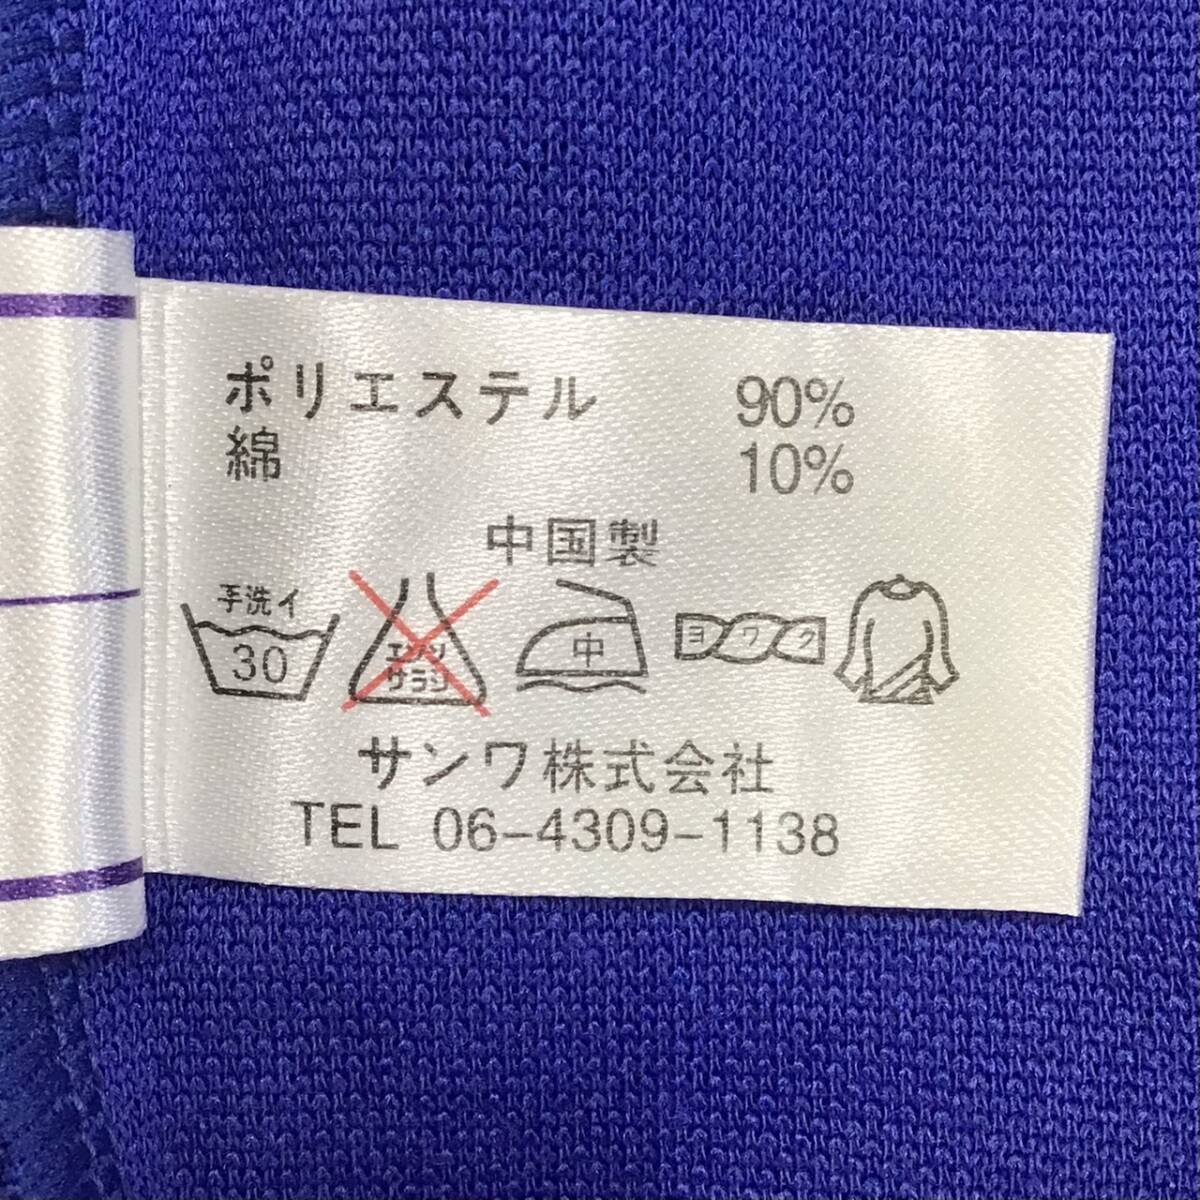 ポリエステル 90%
綿 10%
中国製
手洗イ
30
エンソ
サラシ
中
ヨワク
サンワ株式会社
TEL 06-4309-1138